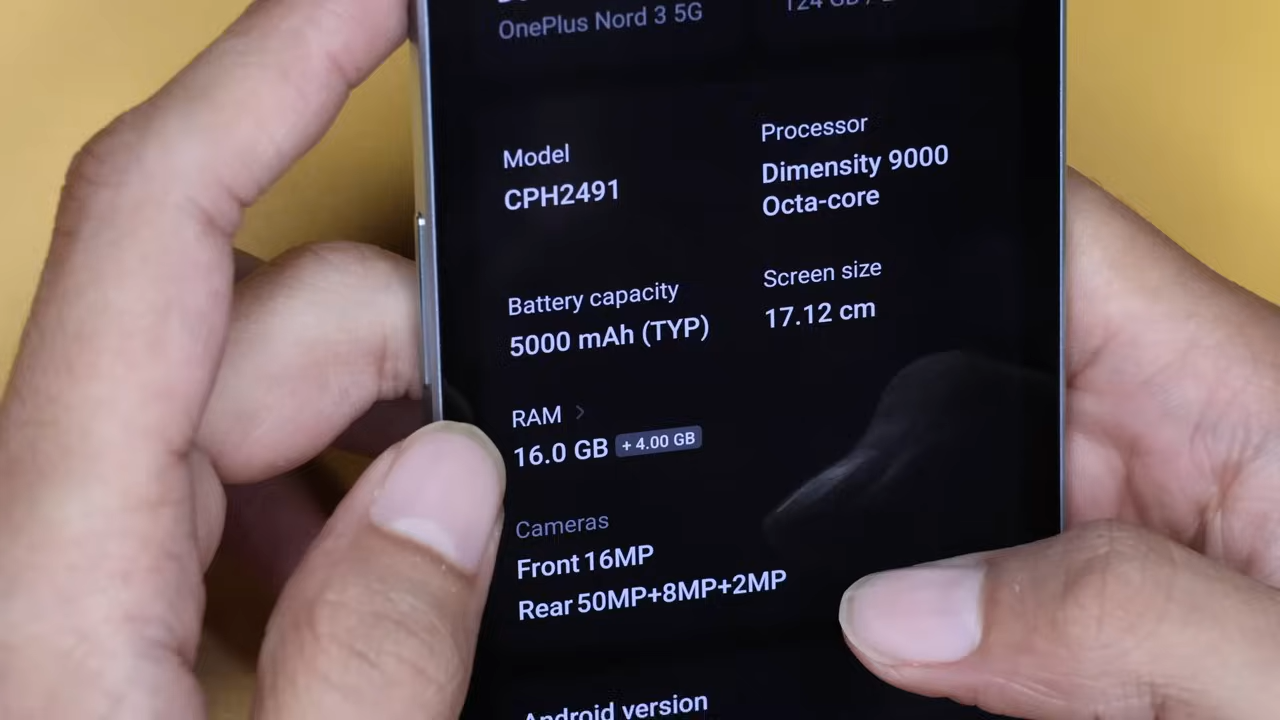 OnePlus Nord 3 5G
Model
CPH2491
Processor
Dimensity 9000
Octa-core
Battery capacity
5000 mAh (TYP)
Screen size
17.12 cm
RAM >
16.0 GB + 4.00 GB
Cameras
Front 16MP
Rear 50MP+8MP+2MP
Android version